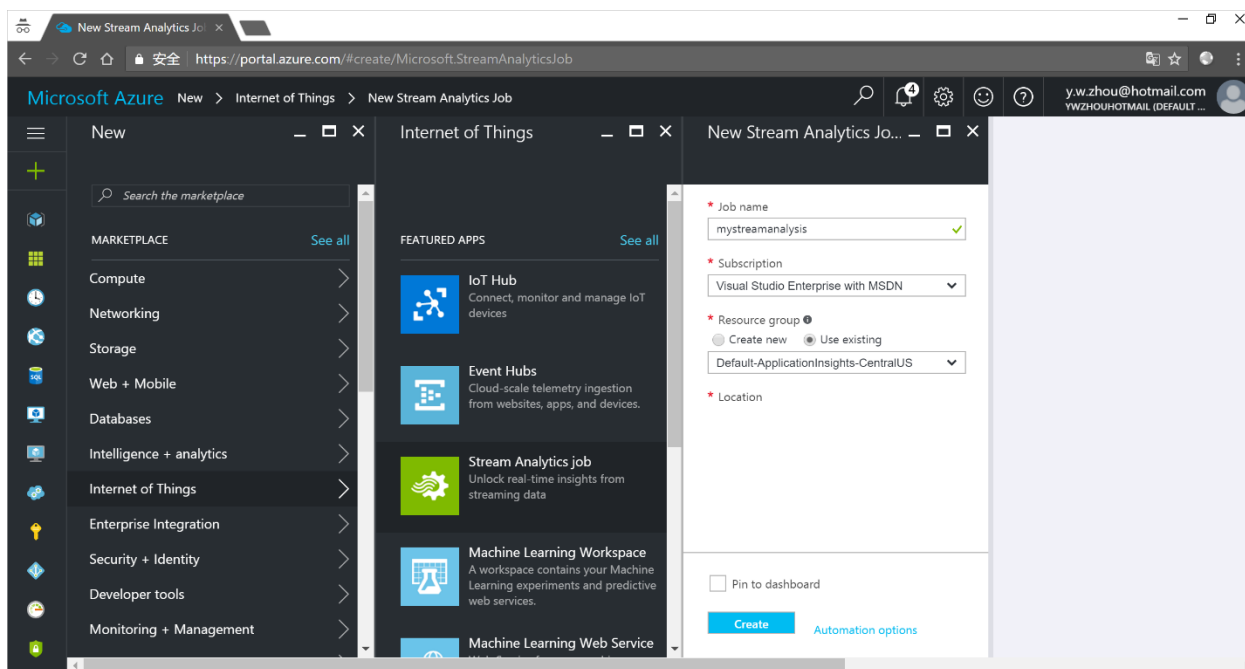 New Stream Analytics Jo
安全
https://portal.azure.com/#create/Microsoft.StreamAnalyticsJob
Microsoft Azure New > Internet of Things > New Stream Analytics Job
4
y.w.zhou@hotmail.com
YWZHOUHOTMAIL (DEFAULT ...
New
Search the marketplace
MARKETPLACE
See all
Compute
Networking
Storage
Web + Mobile
Databases
Intelligence + analytics
Internet of Things
Enterprise Integration
Security + Identity
Developer tools
Monitoring + Management
SQL
Internet of Things
FEATURED APPS
See all
IoT Hub
Connect, monitor and manage IoT
devices
Event Hubs
Cloud-scale telemetry ingestion
from websites, apps, and devices.
Stream Analytics job
Unlock real-time insights from
streaming data
Machine Learning Workspace
A workspace contains your Machine
Learning experiments and predictive
web services.
Machine Learning Web Service
New Stream Analytics Jo...
* Job name
mystreamanalysis
* Subscription
Visual Studio Enterprise with MSDN
* Resource group
Create new
Use existing
Default-ApplicationInsights-CentralUS
* Location
Pin to dashboard
Create
Automation options